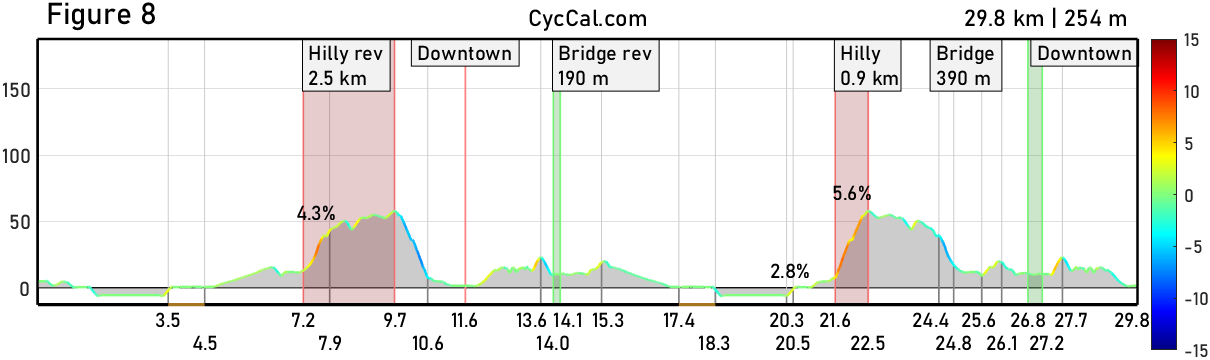 Figure 8
CycCal.com
29.8 km | 254 m
Hilly rev
2.5 km
Downtown
Bridge rev
190 m
Hilly
0.9 km
Bridge
390 m
Downtown
150
100
50
0
4.3%
2.8%
5.6%
3.5 7.2 9.7 11.6 13.6 14.1 15.3 17.4 20.3 21.6 24.4 25.6 26.8 27.7 29.8
4.5 7.9 10.6 14.0 18.3 20.5 22.5 24.8 26.1 27.2
15
10
5
0
-5
-10
-15